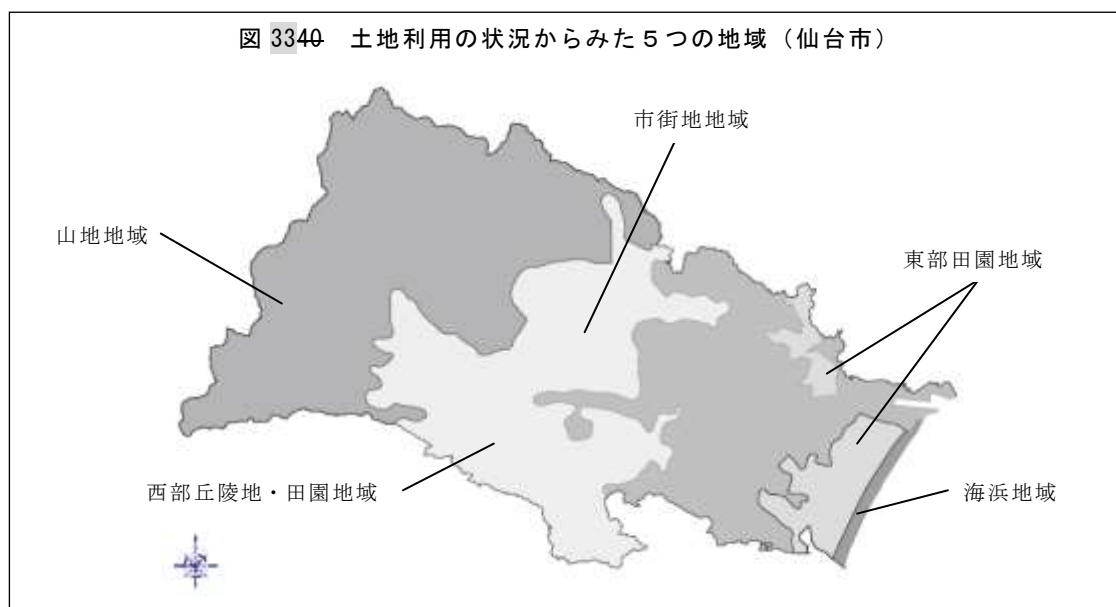 図 3340 土地利用の状況からみた5つの地域（仙台市）
市街地地域
山地地域
東部田園地域
西部丘陵地・田園地域
海浜地域